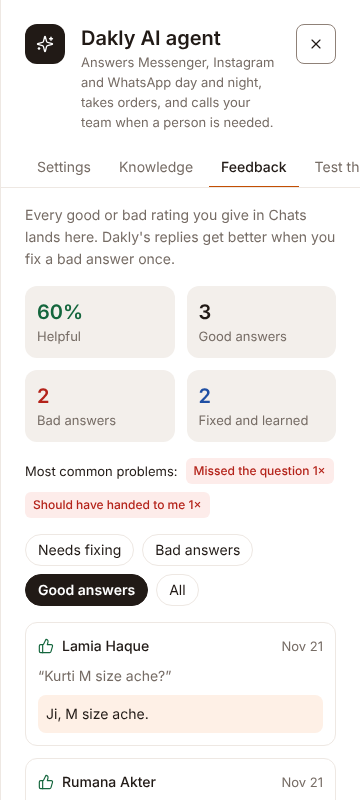 Dakly AI agent
Answers Messenger, Instagram
and WhatsApp day and night,
takes orders, and calls your
team when a person is needed.
Settings Knowledge Feedback Test th
Every good or bad rating you give in Chats
lands here. Dakly's replies get better when you
fix a bad answer once.
60% 3
Helpful Good answers
2 2
Bad answers Fixed and learned
Most common problems: Missed the question 1×
Should have handed to me 1×
Needs fixing Bad answers
Good answers All
Lamia Haque Nov 21
“Kurti M size ache?”
Ji, M size ache.
Rumana Akter Nov 21